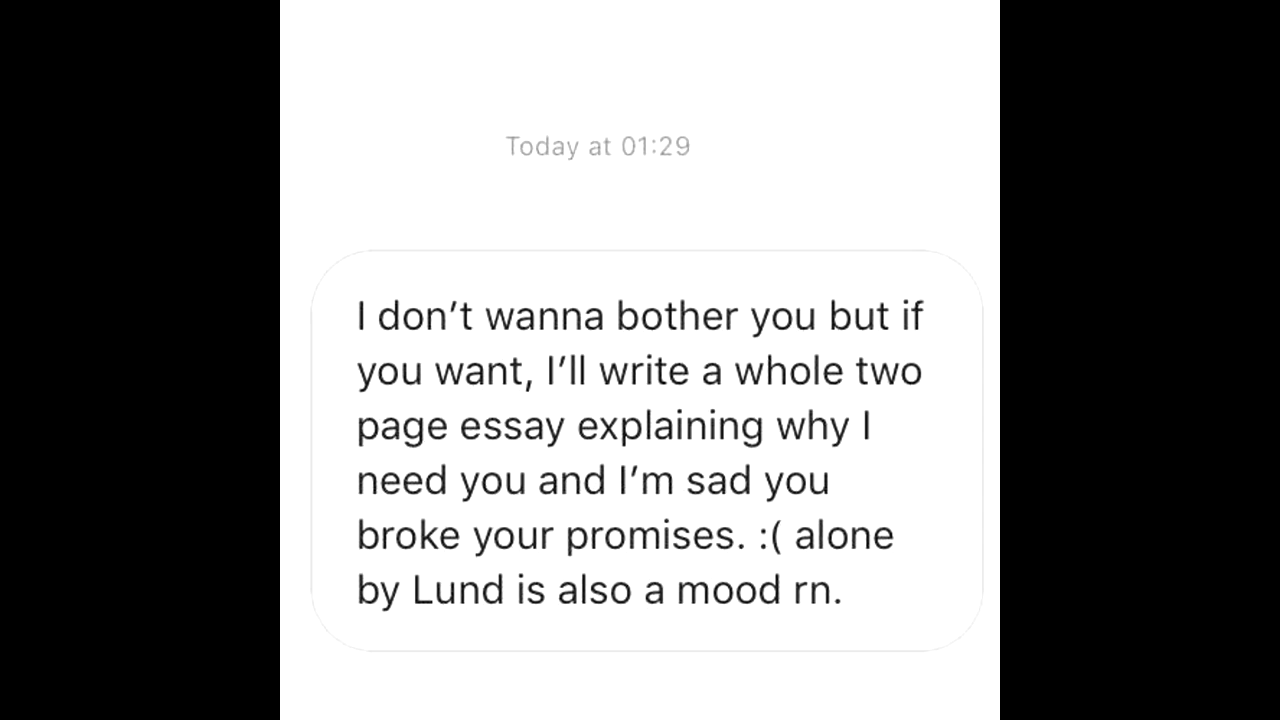 Today at 01:29
I don’t wanna bother you but if
you want, I’ll write a whole two
page essay explaining why I
need you and I’m sad you
broke your promises. :( alone
by Lund is also a mood rn.